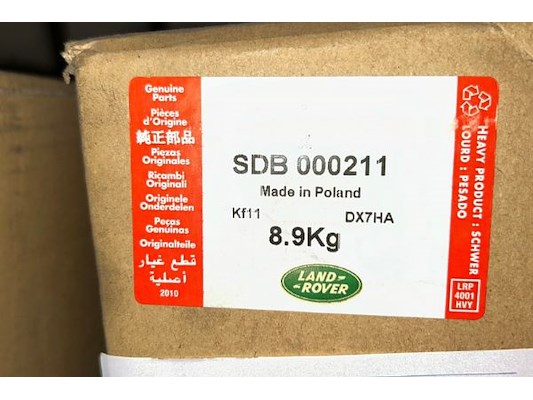 Genuine
Parts
Pièces
d'Origine
純正部品
Piezas
Originales
Ricambi
Originali
Originele
Onderdelen
Peças
Genuinas
Originalteile
قطع غيار
أصلية
2010
SDB 000211
Made in Poland
Kf11 DX7HA
8.9Kg
LAND-
-ROVER
HEAVY PRODUCT : SCHWER
LOURD : PESADO
LRP
4001
HVY